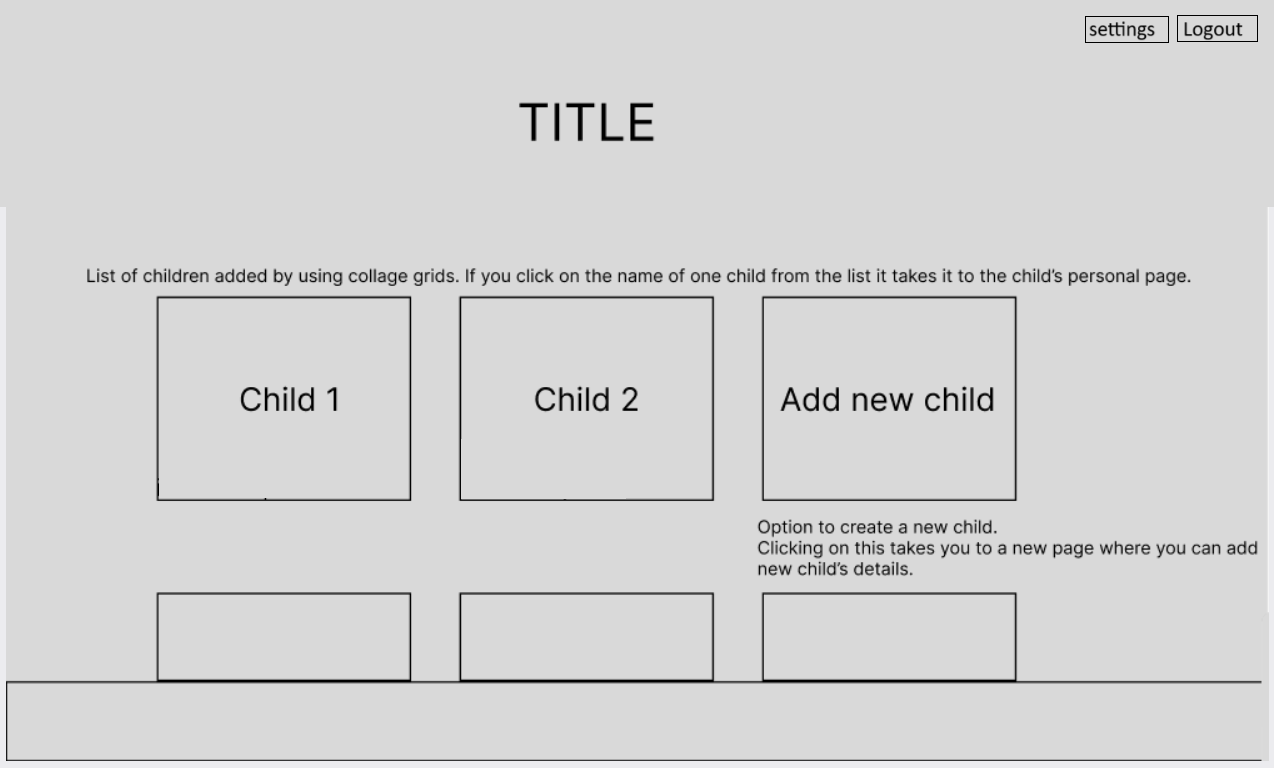 settings
Logout
TITLE
List of children added by using collage grids. If you click on the name of one child from the list it takes it to the child’s personal page.
Child 1
Child 2
Add new child
Option to create a new child.
Clicking on this takes you to a new page where you can add
new child’s details.